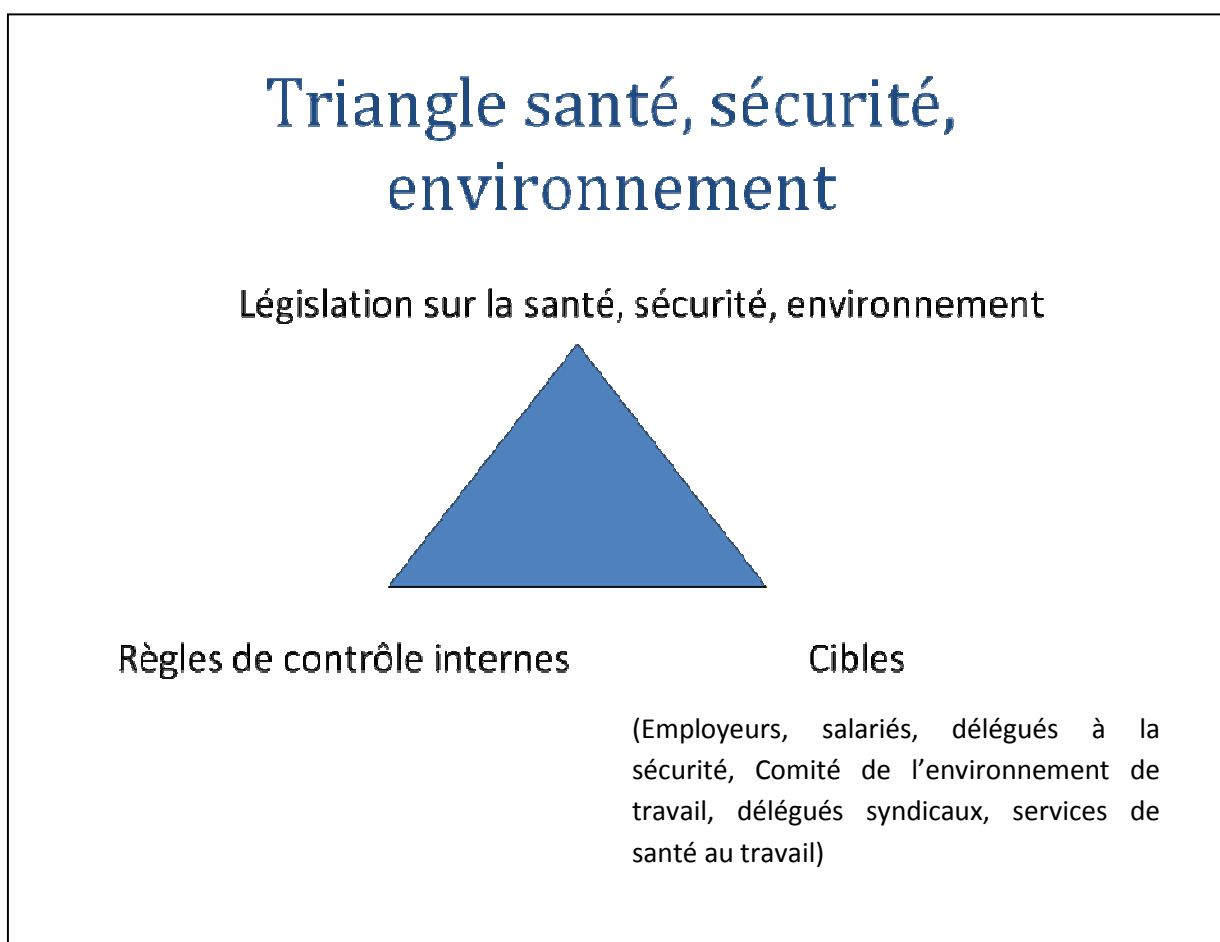 Triangle santé, sécurité,
environnement
Législation sur la santé, sécurité, environnement
Règles de contrôle internes
Cibles
(Employeurs, salariés, délégués à la
sécurité, Comité de l’environnement de
travail, délégués syndicaux, services de
santé au travail)